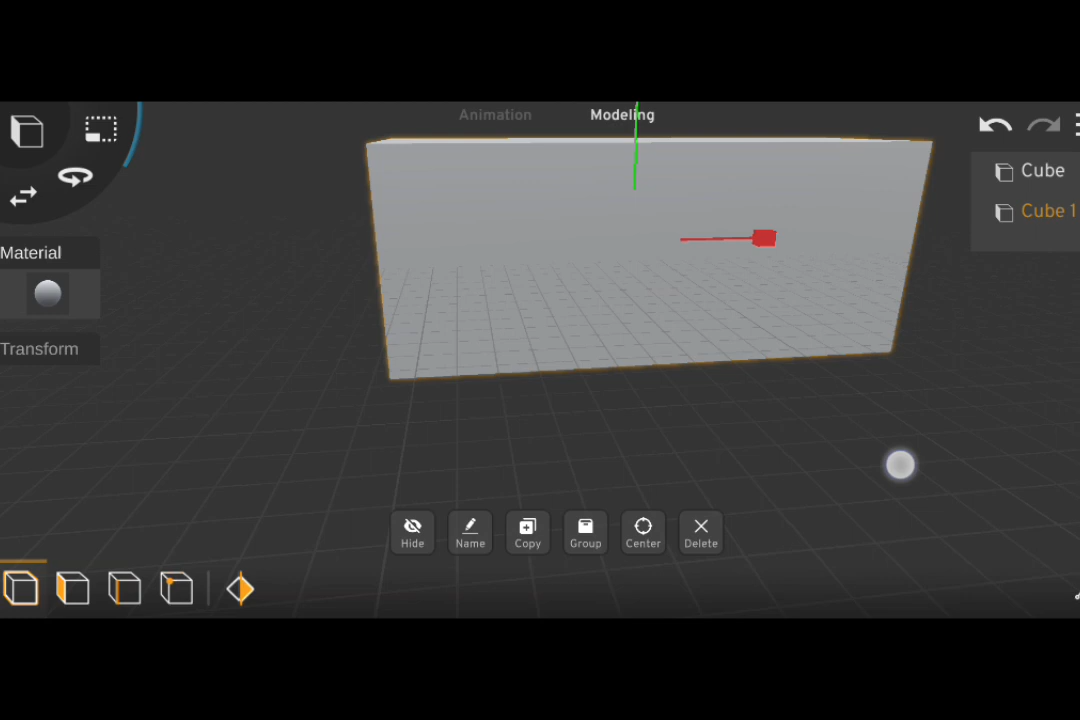 Animation
Modeling
Cube
Cube 1
Material
Transform
Hide
Name
Copy
Group
Center
Delete